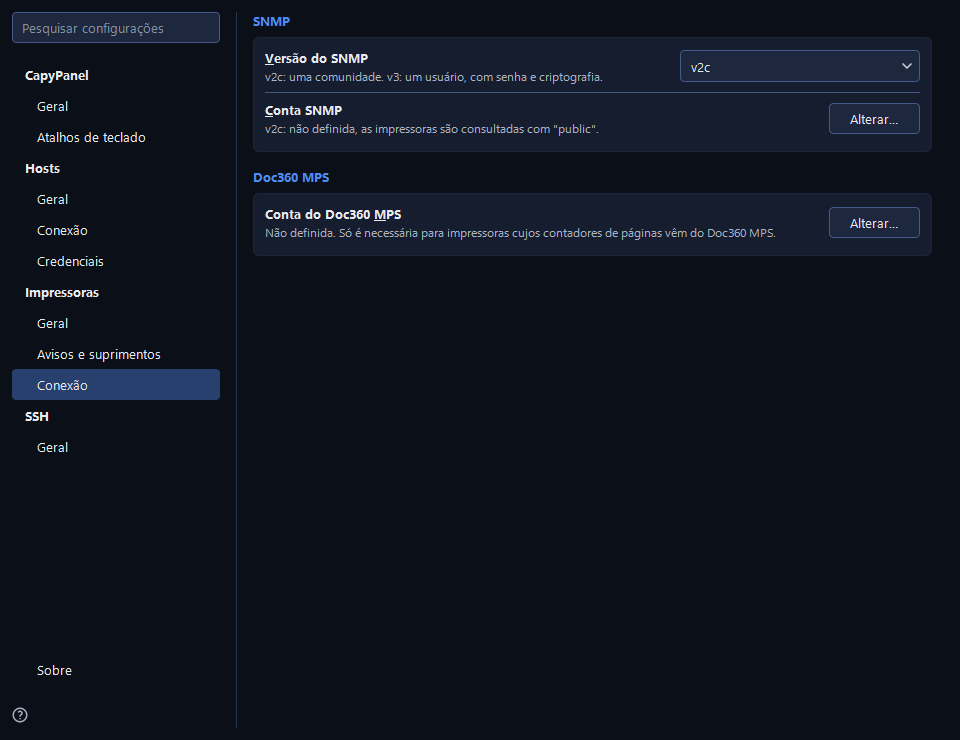 Pesquisar configurações
CapyPanel
Geral
Atalhos de teclado
Hosts
Geral
Conexão
Credenciais
Impressoras
Geral
Avisos e suprimentos
Conexão
SSH
Geral
Sobre
SNMP
Versão do SNMP
v2c: uma comunidade. v3: um usuário, com senha e criptografia.
v2c
Conta SNMP
v2c: não definida, as impressoras são consultadas com "public".
Alterar...
Doc360 MPS
Conta do Doc360 MPS
Não definida. Só é necessária para impressoras cujos contadores de páginas vêm do Doc360 MPS.
Alterar...